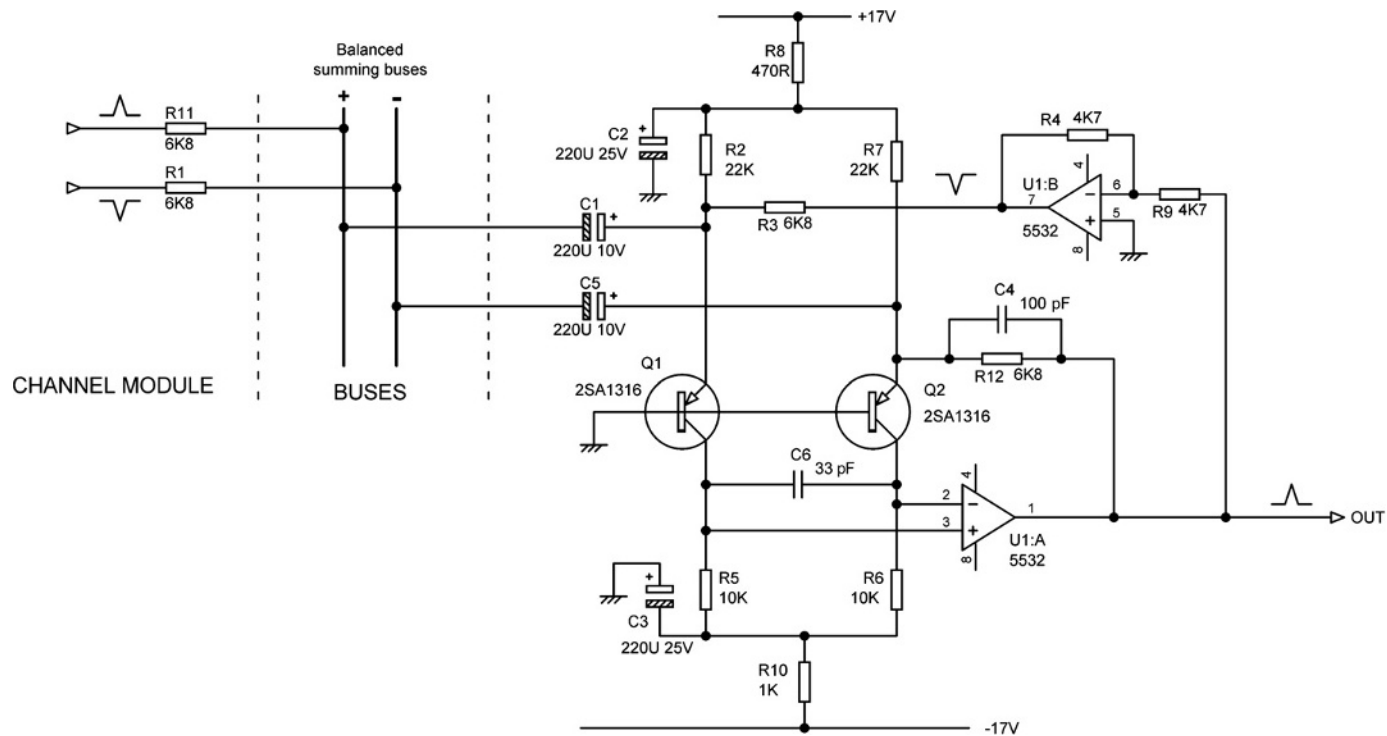 +17V
R8
470R
Balanced
summing buses
+
-
R11
6K8
R1
6K8
C2
+
220U 25V
R2
22K
R7
22K
R4
4K7
4
U1:B
7
6
-
+
5
5532
8
R9
4K7
C1
+
220U 10V
R3
6K8
C5
+
220U 10V
C4
100 pF
R12
6K8
CHANNEL MODULE
BUSES
Q1
2SA1316
Q2
2SA1316
C6
33 pF
4
2
-
3
+
1
8
U1:A
5532
OUT
+
C3
220U 25V
R5
10K
R6
10K
R10
1K
-17V